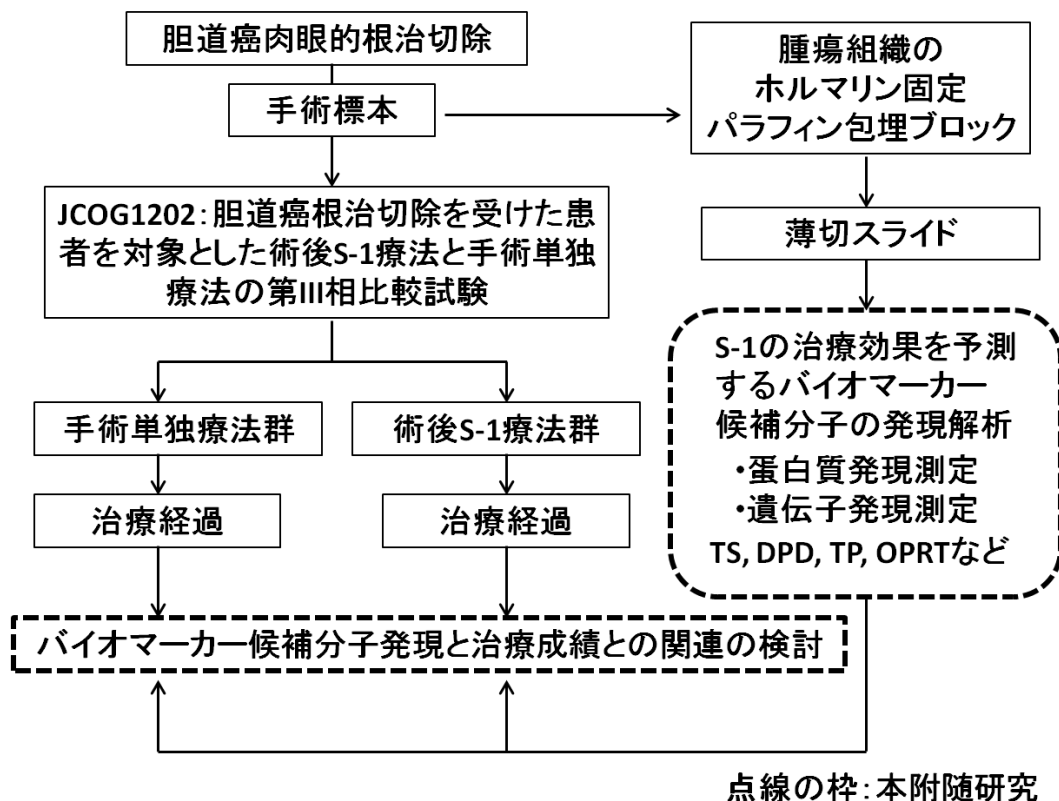 胆道癌肉眼的根治切除
手術標本
腫瘍組織の
ホルマリン固定
パラフィン包埋ブロック
JCOG1202：胆道癌根治切除を受けた患
者を対象とした術後S-1療法と手術単独
療法の第III相比較試験
薄切スライド
S-1の治療効果を予測
するバイオマーカー
候補分子の発現解析
・蛋白質発現測定
・遺伝子発現測定
TS, DPD, TP, OPRTなど
手術単独療法群
術後S-1療法群
治療経過
治療経過
バイオマーカー候補分子発現と治療成績との関連の検討
点線の枠：本附随研究